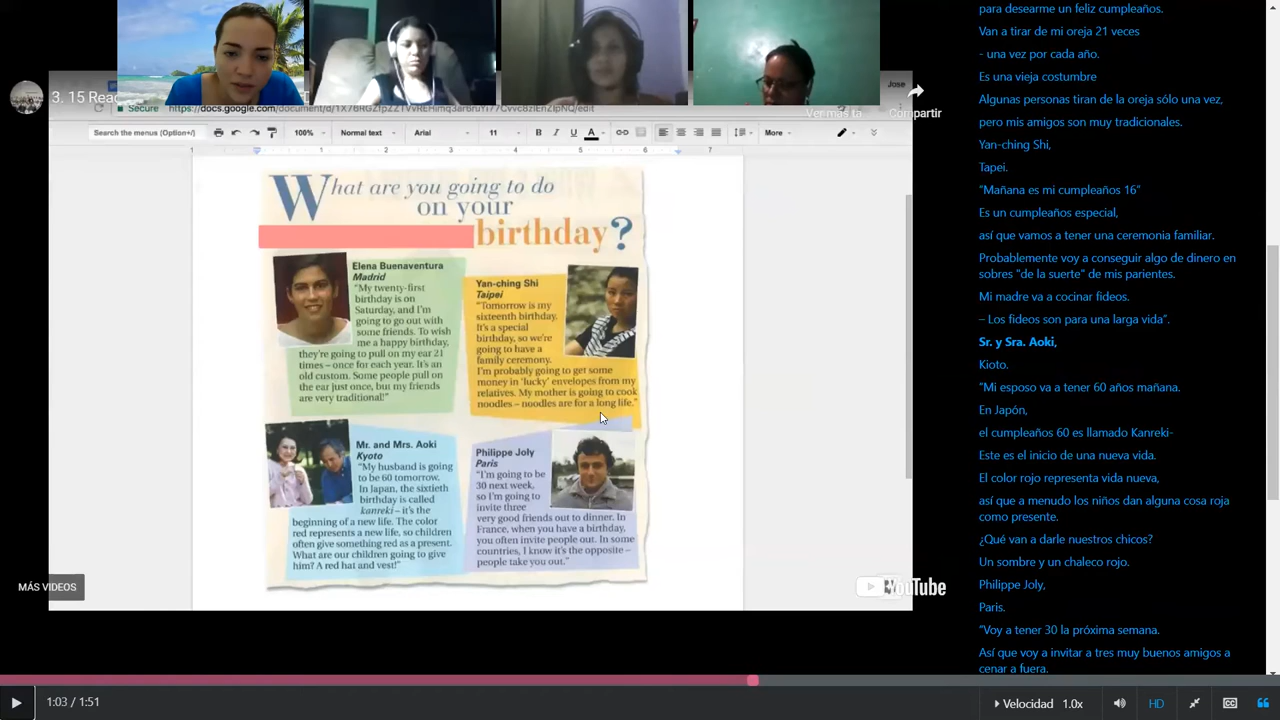 3. 15 Reac
Secure https://docs.google.com/document/d/
Jose
Ver más ta
Compartir
Search the menus (Option+/)
100%
Normal text
Arial
11
B I U A
More
1 1 2 3 4 5 6 7
What are you going to do
on your
birthday?
Elena Buenaventura
Madrid
"My twenty-first
birthday is on
Saturday, and I'm
going to go out with
some friends. To wish
me a happy birthday,
they're going to pull on my ear 21
times – once for each year. It's an
old custom. Some people pull on
the ear just once, but my friends
are very traditional!"
Yan-ching Shi
Taipei
"Tomorrow is my
sixteenth birthday.
It's a special
birthday, so we're
going to have a
family ceremony.
I'm probably going to get some
money in 'lucky' envelopes from my
relatives. My mother is going to cook
noodles – noodles are for a long life."
Mr. and Mrs. Aoki
Kyoto
"My husband is going
to be 60 tomorrow.
In Japan, the sixtieth
birthday is called
kanreki – it's the
beginning of a new life. The color
red represents a new life, so children
often give something red as a present.
What are our children going to give
him? A red hat and vest!"
Philippe Joly
Paris
"I'm going to be
30 next week,
so I'm going to
invite three
very good friends out to dinner. In
France, when you have a birthday,
you often invite people out. In some
countries, I know it's the opposite –
people take you out."
MÁS VIDEOS
YouTube
1:03 / 1:51
Velocidad 1.0x
HD
para desearme un feliz cumpleaños.
Van a tirar de mi oreja 21 veces
- una vez por cada año.
Es una vieja costumbre
Algunas personas tiran de la oreja sólo una vez,
pero mis amigos son muy tradicionales.
Yan-ching Shi,
Tapei.
"Mañana es mi cumpleaños 16"
Es un cumpleaños especial,
así que vamos a tener una ceremonia familiar.
Probablemente voy a conseguir algo de dinero en
sobres "de la suerte" de mis parientes.
Mi madre va a cocinar fideos.
– Los fideos son para una larga vida".
Sr. y Sra. Aoki,
Kioto.
"Mi esposo va a tener 60 años mañana.
En Japón,
el cumpleaños 60 es llamado Kanreki-
Este es el inicio de una nueva vida.
El color rojo representa vida nueva,
así que a menudo los niños dan alguna cosa roja
como presente.
¿Qué van a darle nuestros chicos?
Un sombre y un chaleco rojo.
Philippe Joly,
Paris.
"Voy a tener 30 la próxima semana.
Así que voy a invitar a tres muy buenos amigos a
cenar a fuera.